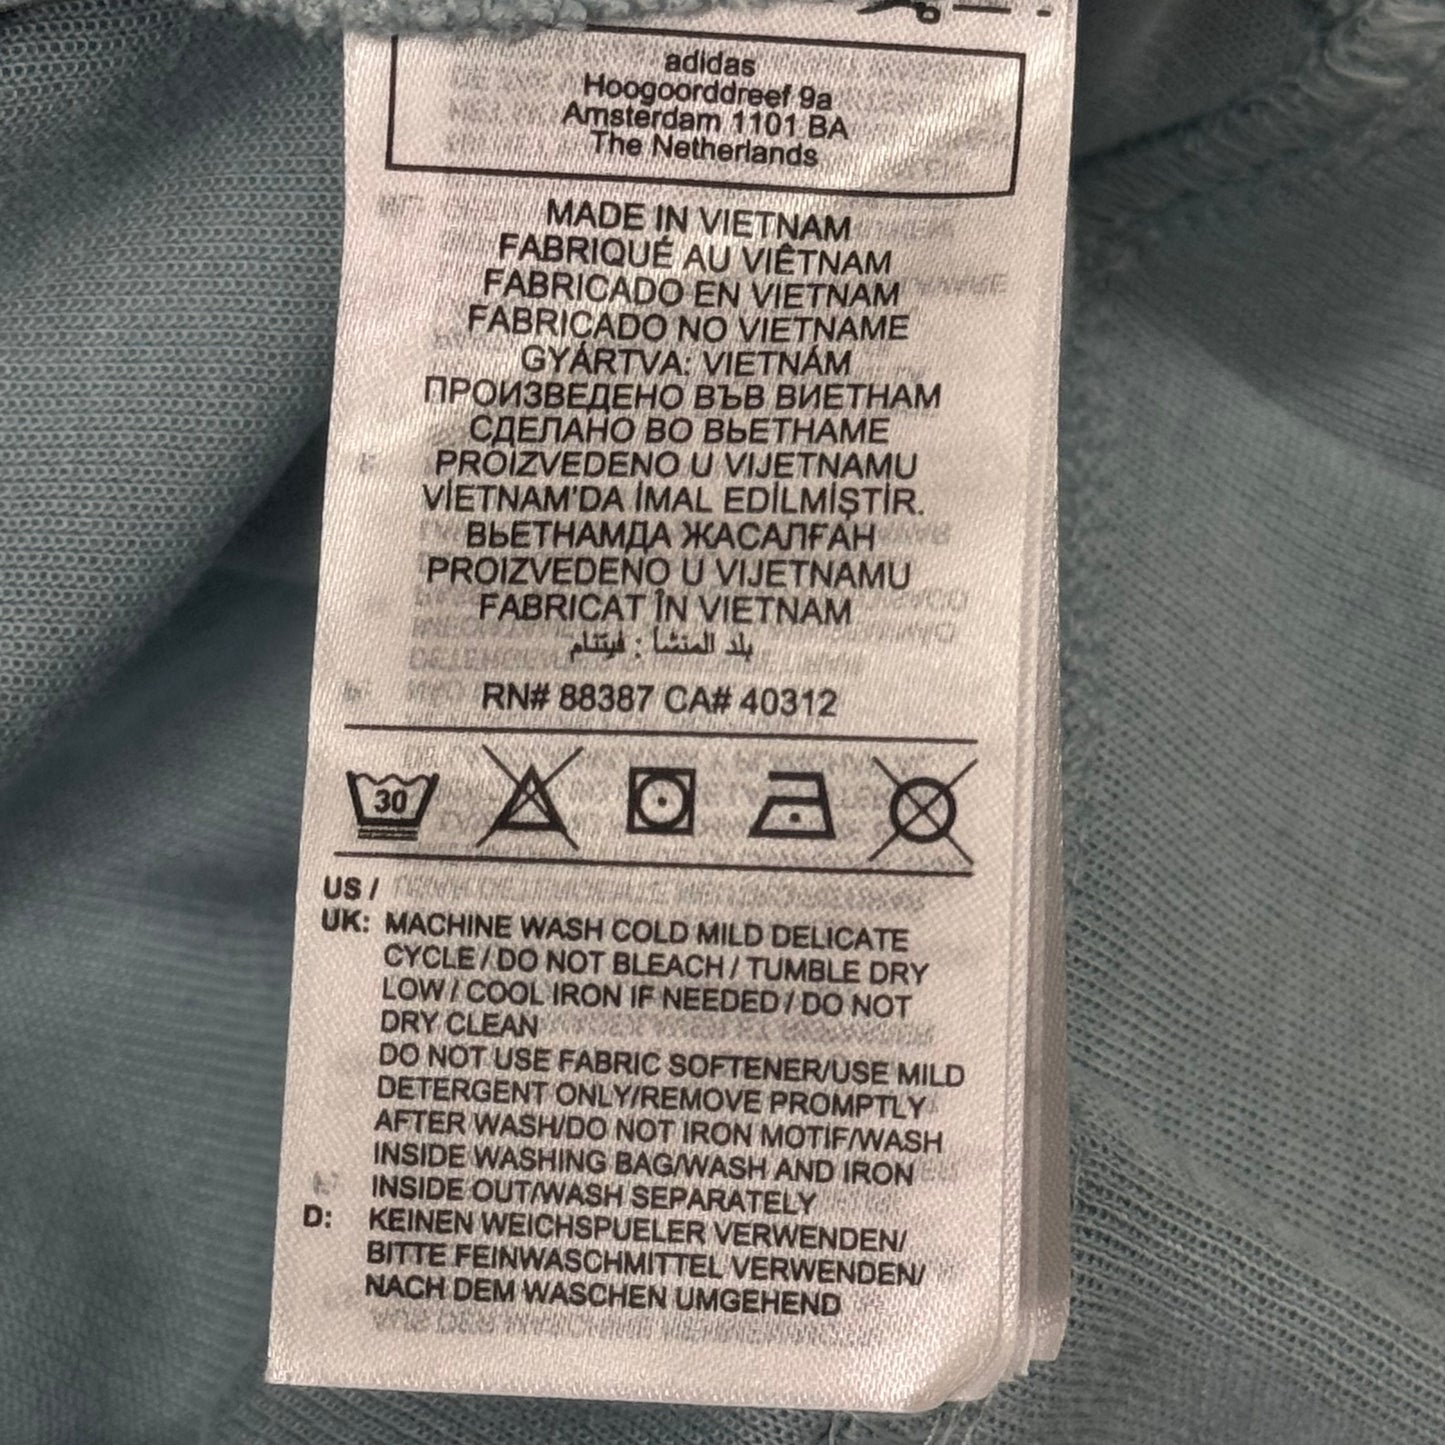 adidas
Hoogoorddreef 9a
Amsterdam 1101 BA
The Netherlands
MADE IN VIETNAM
FABRIQUÉ AU VIÊTNAM
FABRICADO EN VIETNAM
FABRICADO NO VIETNAME
GYÁRTVA: VIETNÁM
ПРОИЗВЕДЕНО ВЪВ ВИЕТНАМ
СДЕЛАНО ВО ВЬЕТНАМЕ
PROIZVEDENO U VIJETNAMU
VİETNAM'DA İMAL EDİLMİŞTİR.
ВЬЕТНАМДА ЖАСАЛҒАН
PROIZVEDENO U VIJETNAMU
FABRICAT ÎN VIETNAM
بلد المنشأ : فيتنام
RN# 88387 CA# 40312
30
US /
UK: MACHINE WASH COLD MILD DELICATE
CYCLE / DO NOT BLEACH / TUMBLE DRY
LOW / COOL IRON IF NEEDED / DO NOT
DRY CLEAN
DO NOT USE FABRIC SOFTENER/USE MILD
DETERGENT ONLY/REMOVE PROMPTLY
AFTER WASH/DO NOT IRON MOTIF/WASH
INSIDE WASHING BAG/WASH AND IRON
INSIDE OUT/WASH SEPARATELY
D: KEINEN WEICHSPUELER VERWENDEN/
BITTE FEINWASCHMITTEL VERWENDEN/
NACH DEM WASCHEN UMGEHEND